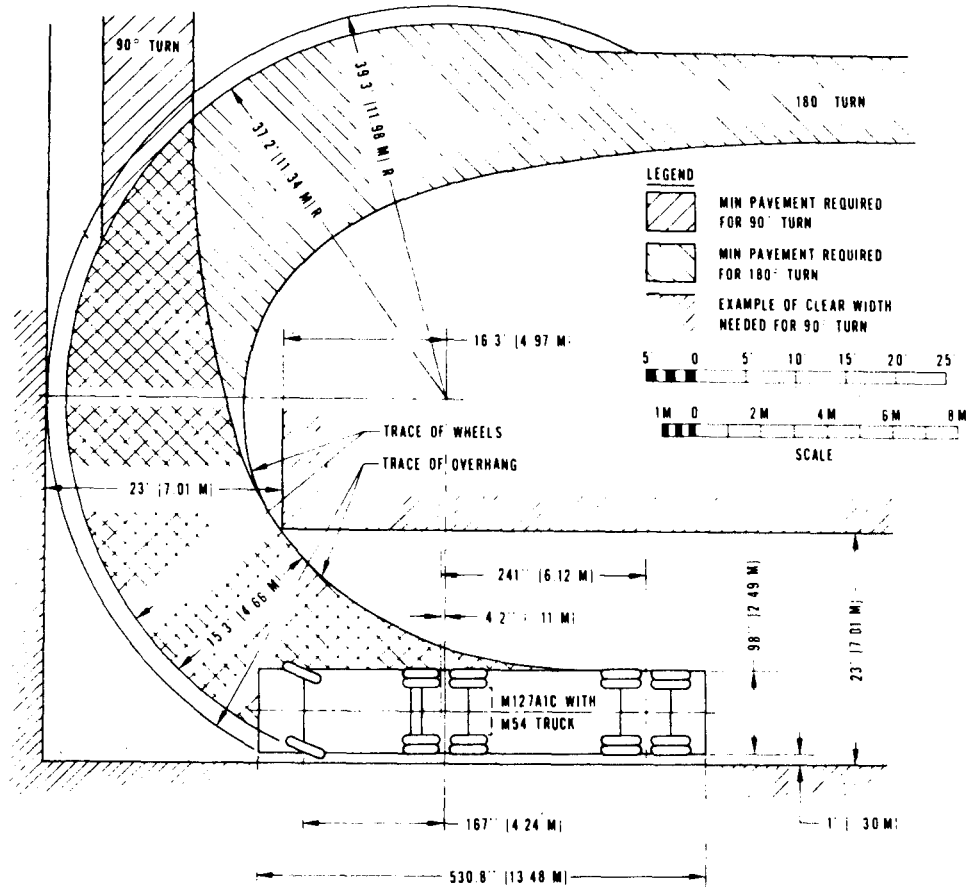 90° TURN
39.3' (11.98 M) R
37.2' (11.34 M) R
180 TURN
LEGEND
MIN PAVEMENT REQUIRED
FOR 90° TURN
MIN PAVEMENT REQUIRED
FOR 180° TURN
EXAMPLE OF CLEAR WIDTH
NEEDED FOR 90° TURN
16.3' (4.97 M)
5 0 5 10 15 20 25
1M 0 2M 4M 6M 8M
SCALE
TRACE OF WHEELS
TRACE OF OVERHANG
23' (7.01 M)
241'' (6.12 M)
4.2'' ( .11 M)
15.3' (4.66 M)
98'' (2.49 M)
23' (7.01 M)
M127A1C WITH
M54 TRUCK
167'' (4.24 M)
1' ( .30 M)
530.8'' (13.48 M)